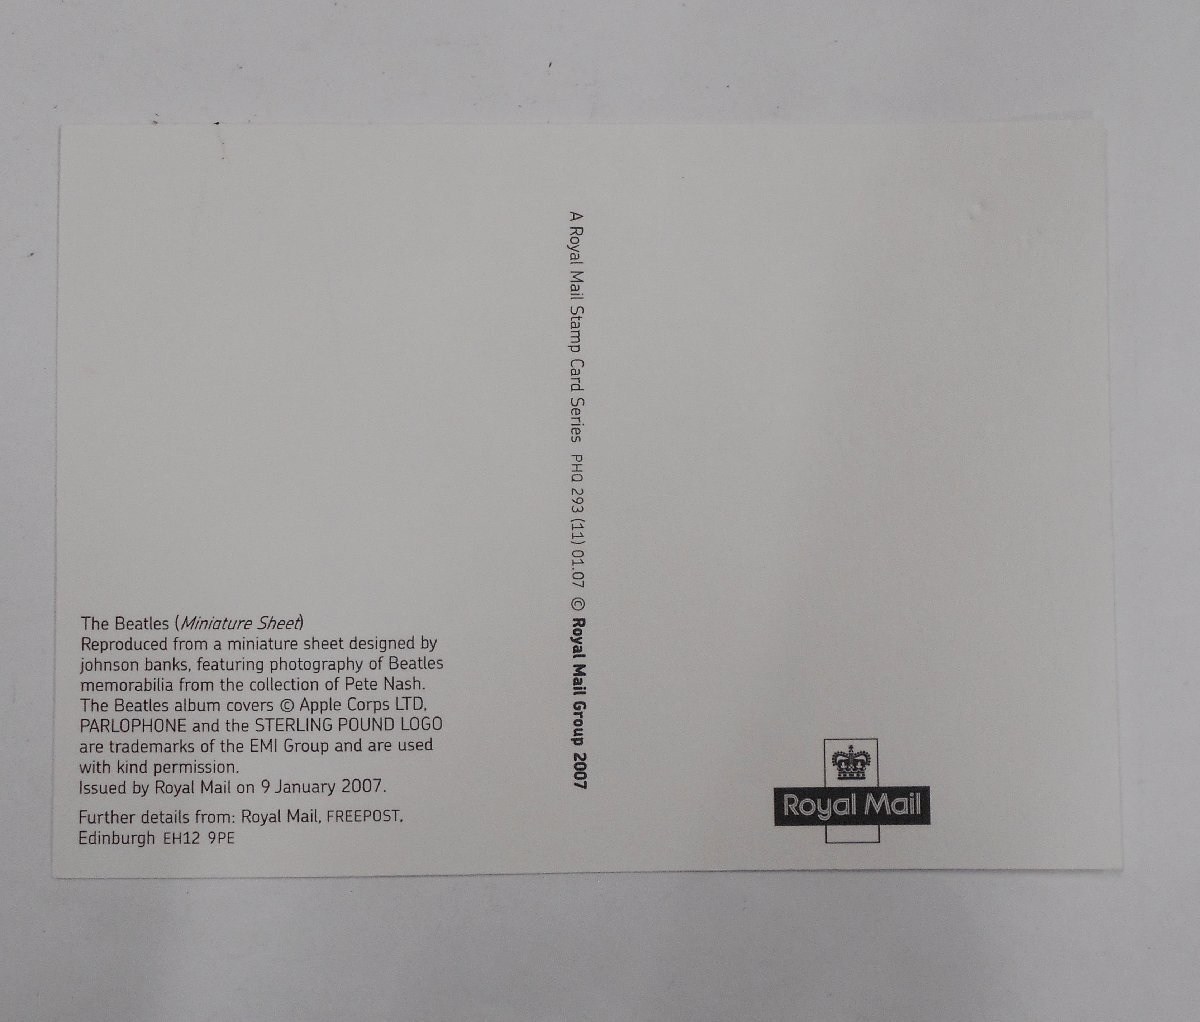 The Beatles (Miniature Sheet)
Reproduced from a miniature sheet designed by
johnson banks, featuring photography of Beatles
memorabilia from the collection of Pete Nash.
The Beatles album covers © Apple Corps LTD,
PARLOPHONE and the STERLING POUND LOGO
are trademarks of the EMI Group and are used
with kind permission.
Issued by Royal Mail on 9 January 2007.
Further details from: Royal Mail, FREEPOST,
Edinburgh EH12 9PE
A Royal Mail Stamp Card Series PHQ 293 (11) 01.07 © Royal Mail Group 2007
Royal Mail